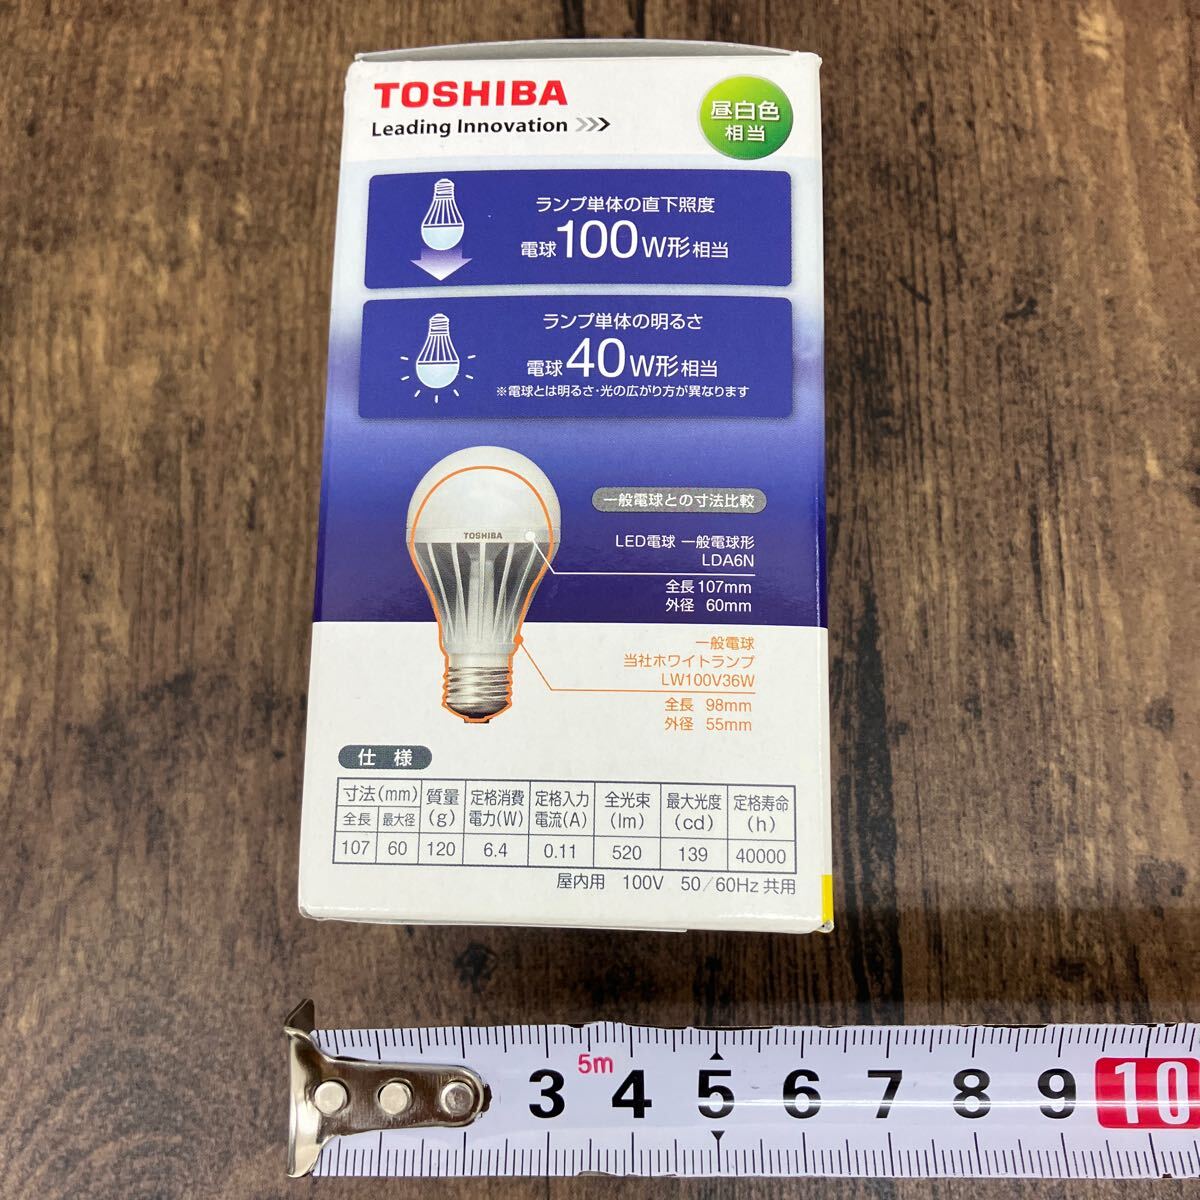 TOSHIBA
Leading Innovation
昼白色
相当
ランプ単体の直下照度
電球100W形相当
ランプ単体の明るさ
電球40W形相当
※電球とは明るさ・光の広がり方が異なります
一般電球との寸法比較
TOSHIBA
LED電球 一般電球形
LDA6N
全長 107mm
外径 60mm
一般電球
当社ホワイトランプ
LW100V36W
全長 98mm
外径 55mm
仕様
寸法(mm) 質量(g) 定格消費電力(W) 定格入力電流(A) 全光束(lm) 最大光度(cd) 定格寿命(h)
全長 最大径
107 60 120 6.4 0.11 520 139 40000
屋内用 100V 50/60Hz 共用
5m
3 4 5 6 7 8 9 10